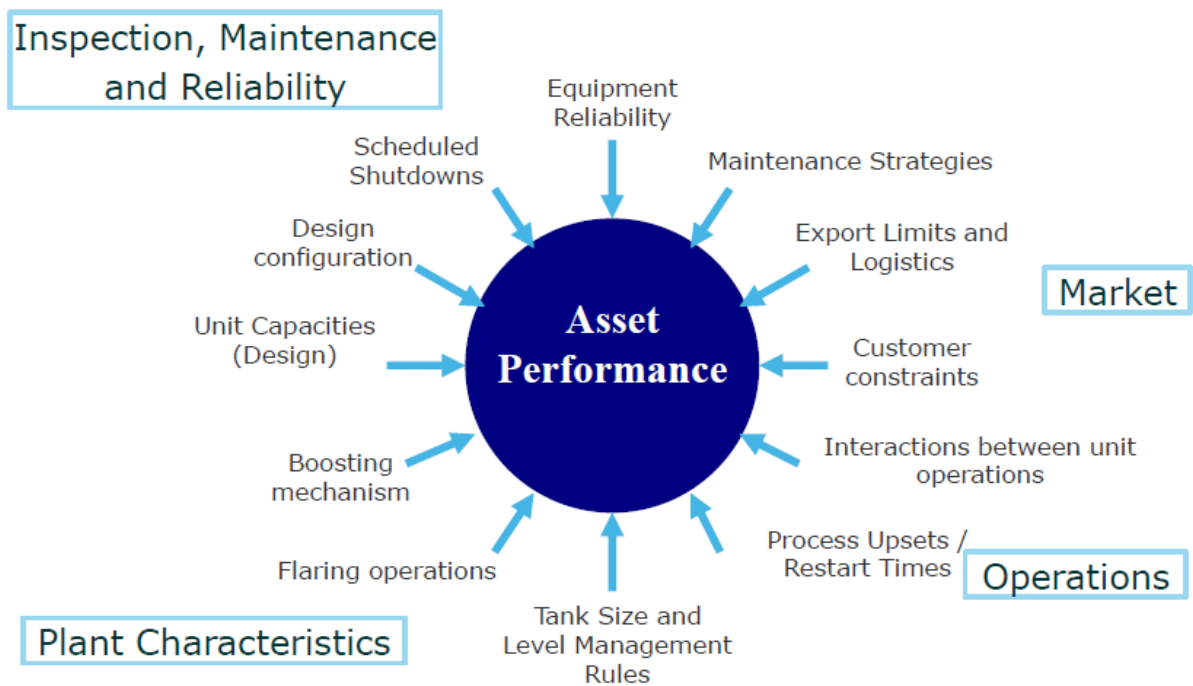 Inspection, Maintenance
and Reliability
Equipment
Reliability
Scheduled
Shutdowns
Maintenance Strategies
Design
configuration
Export Limits and
Logistics
Market
Asset
Performance
Unit Capacities
(Design)
Customer
constraints
Boosting
mechanism
Interactions between unit
operations
Flaring operations
Process Upsets /
Restart Times
Operations
Plant Characteristics
Tank Size and
Level Management
Rules